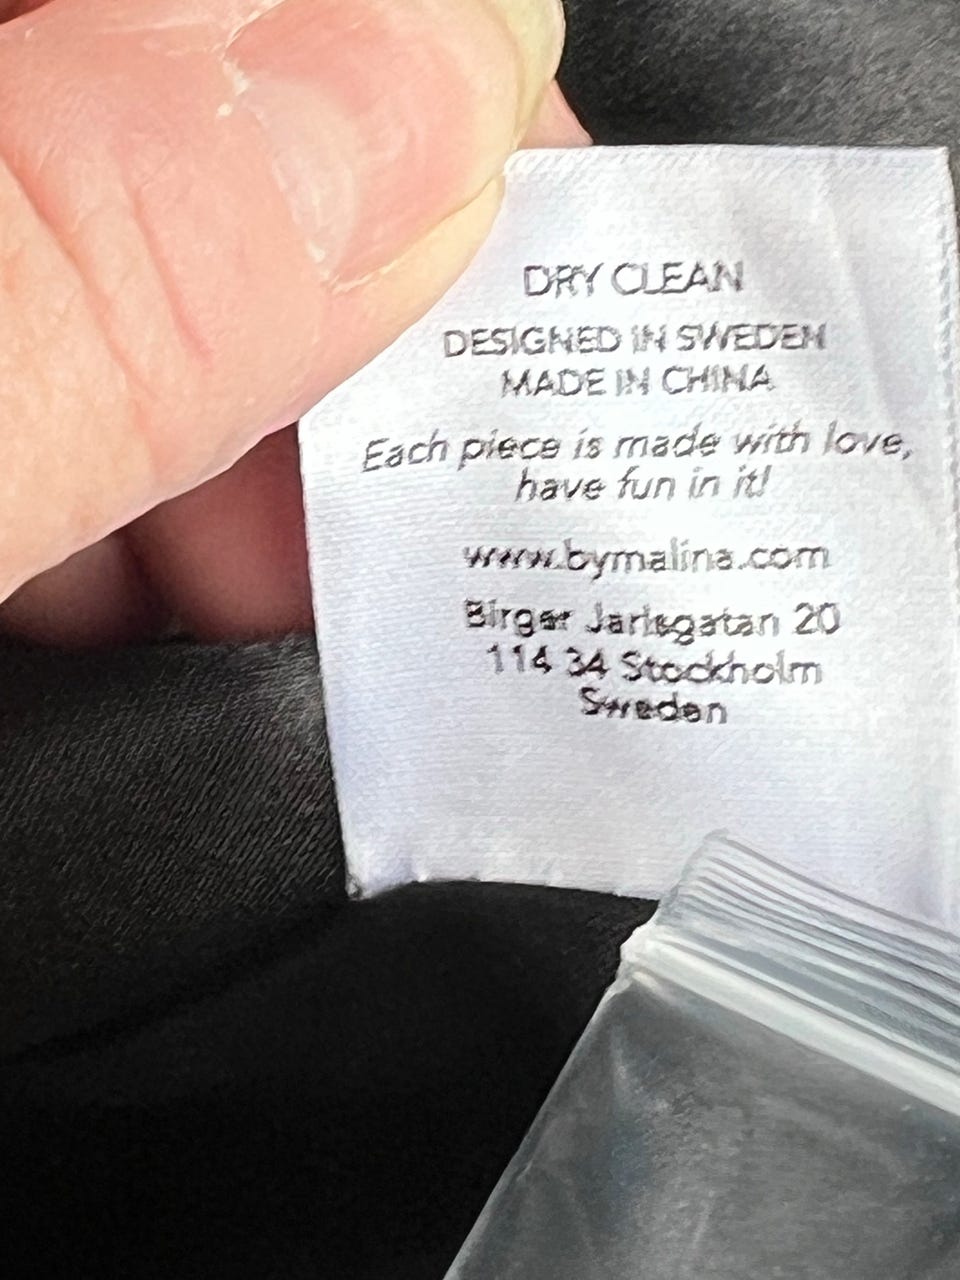 DRY CLEAN
DESIGNED IN SWEDEN
MADE IN CHINA
Each piece is made with love,
have fun in it!
www.bymalina.com
Birger Jarlsgatan 20
114 34 Stockholm
Sweden